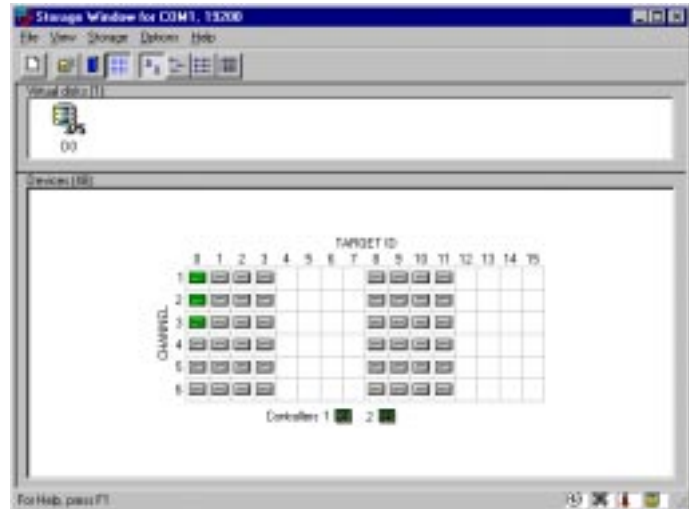 Storage Window for COM1, 19200
File View Storage Options Help
Virtual disks (1)
D0
Devices (48)
TARGET ID
0 1 2 3 4 5 6 7 8 9 10 11 12 13 14 15
CHANNEL
1
2
3
4
5
6
Controllers 1 2
For Help, press F1